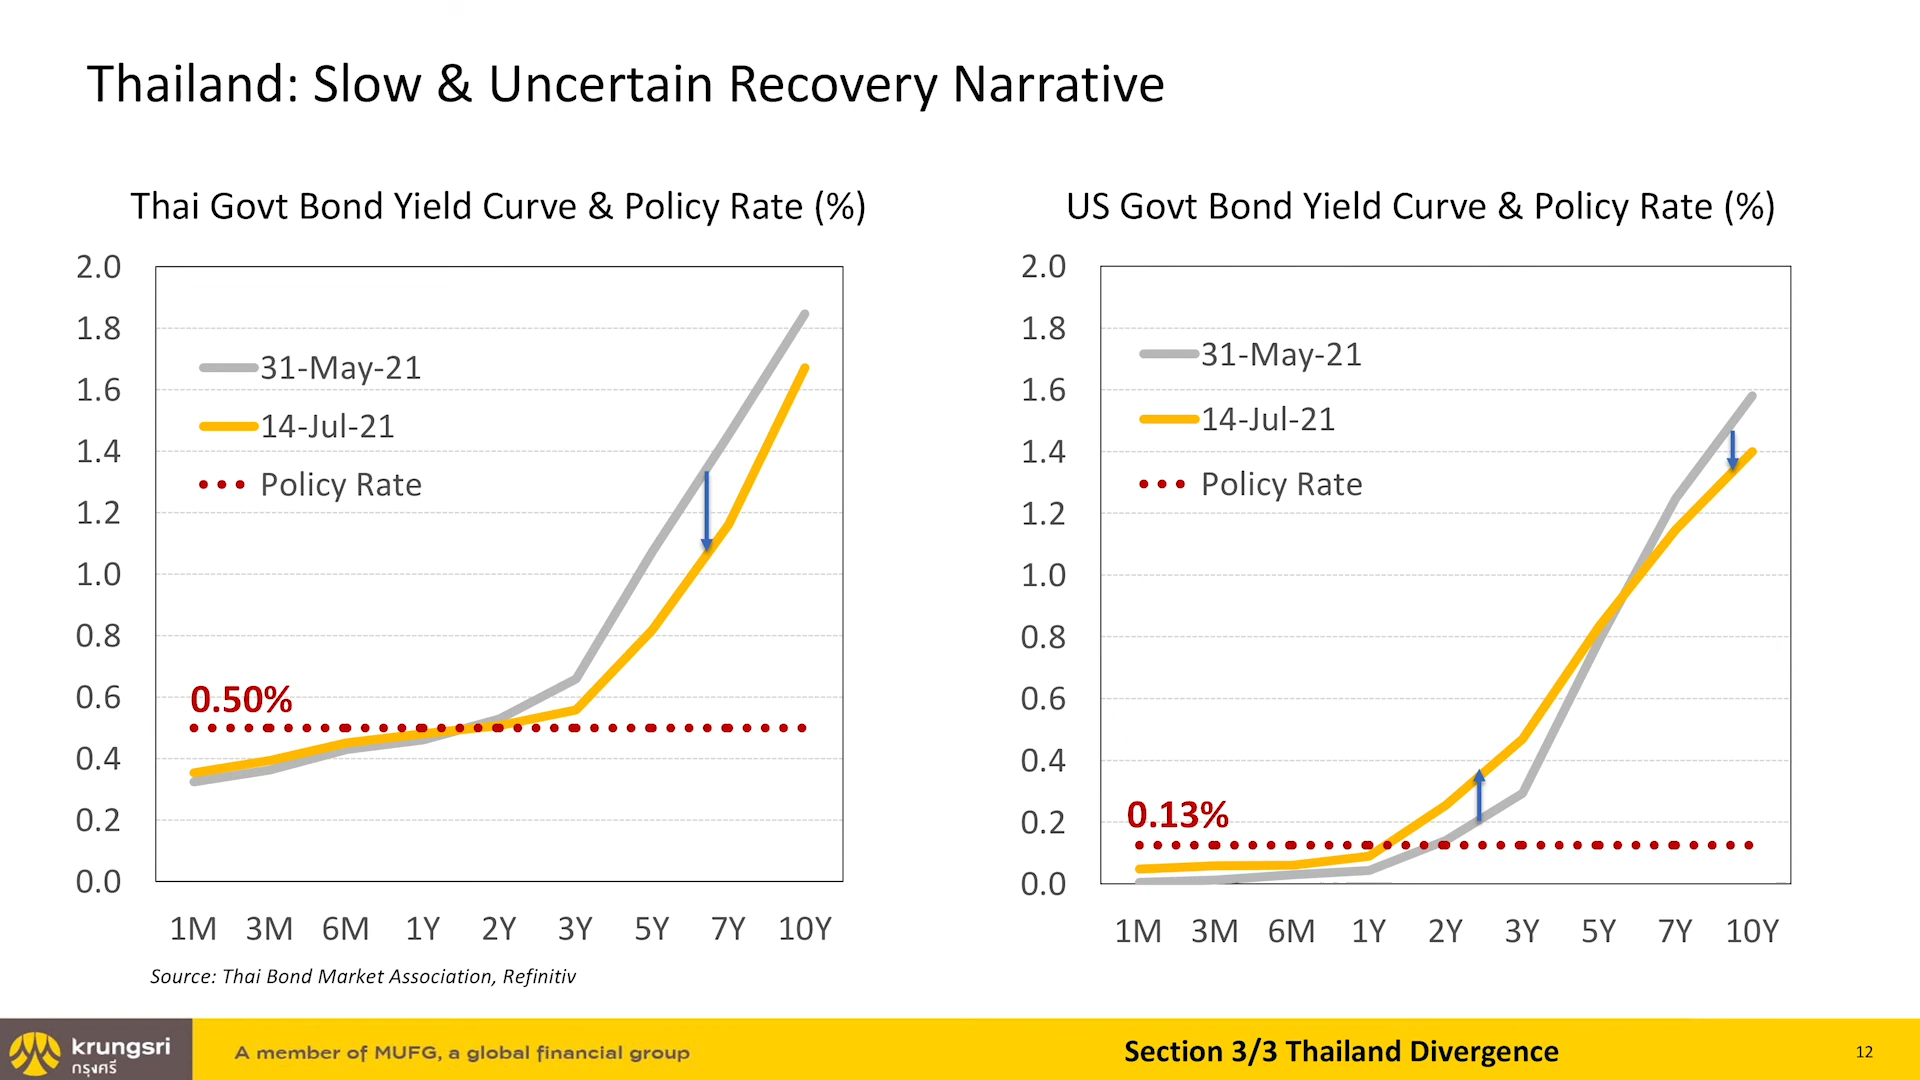 Thailand: Slow & Uncertain Recovery Narrative
Thai Govt Bond Yield Curve & Policy Rate (%)
2.0
1.8
1.6
1.4
1.2
1.0
0.8
0.6
0.4
0.2
0.0
31-May-21
14-Jul-21
Policy Rate
0.50%
1M 3M 6M 1Y 2Y 3Y 5Y 7Y 10Y
Source: Thai Bond Market Association, Refinitiv
US Govt Bond Yield Curve & Policy Rate (%)
2.0
1.8
1.6
1.4
1.2
1.0
0.8
0.6
0.4
0.2
0.0
31-May-21
14-Jul-21
Policy Rate
0.13%
1M 3M 6M 1Y 2Y 3Y 5Y 7Y 10Y
krungsri
กรุงศรี
A member of MUFG, a global financial group
Section 3/3 Thailand Divergence
12